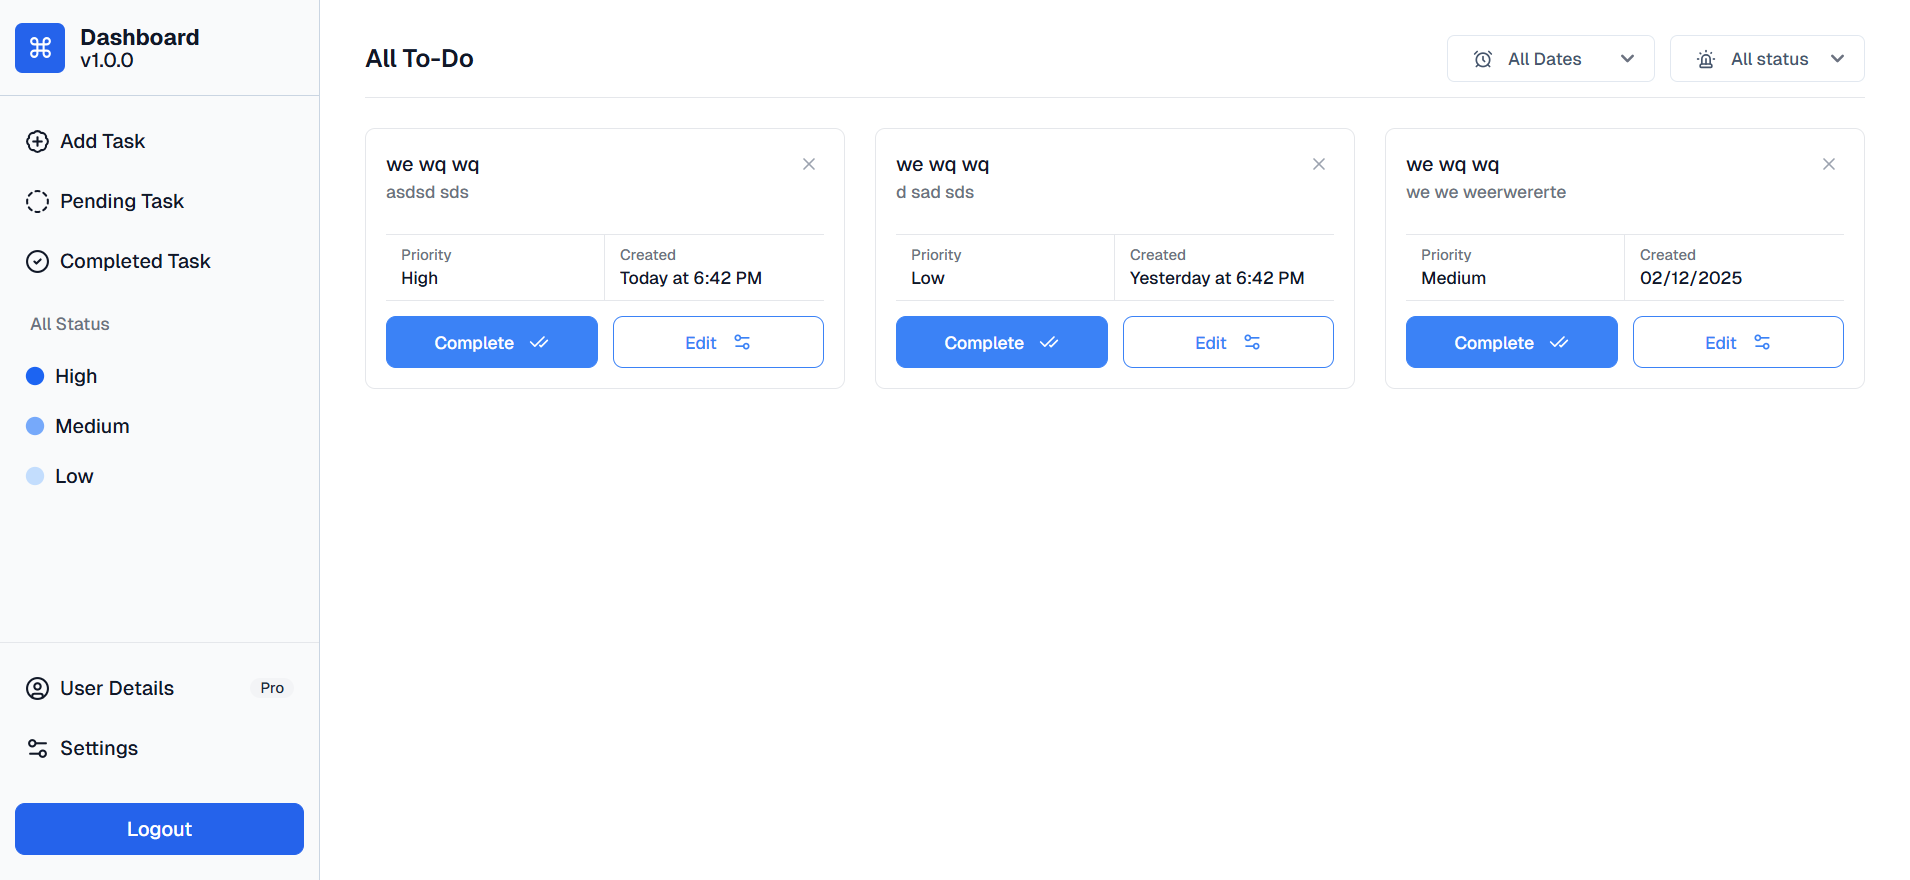 Dashboard
v1.0.0
Add Task
Pending Task
Completed Task
All Status
High
Medium
Low
User Details
Pro
Settings
Logout
All To-Do
All Dates
All status
we wq wq
asdsd sds
Priority
High
Created
Today at 6:42 PM
Complete
Edit
we wq wq
d sad sds
Priority
Low
Created
Yesterday at 6:42 PM
Complete
Edit
we wq wq
we we weerwererte
Priority
Medium
Created
02/12/2025
Complete
Edit